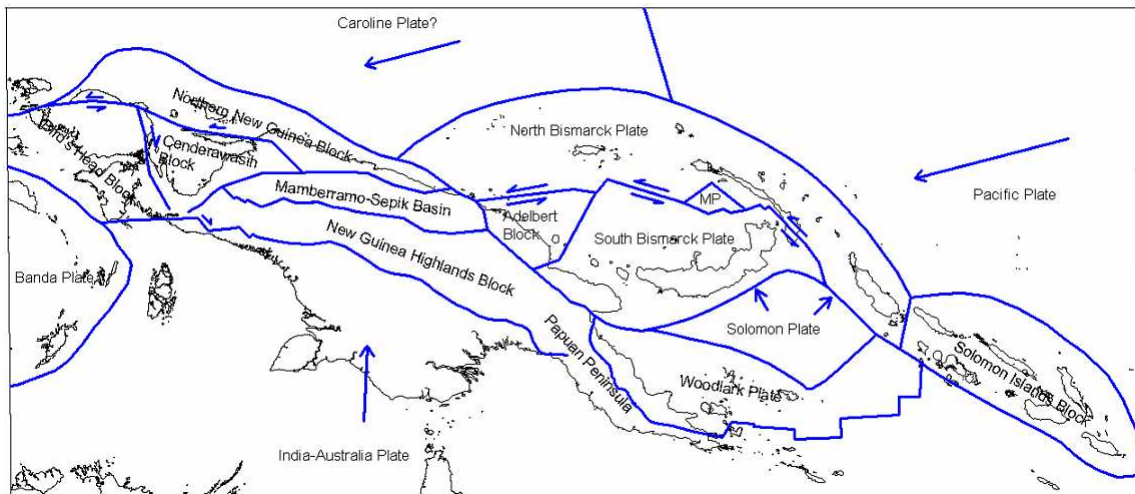 Caroline Plate?
Northern New Guinea Block
North Bismarck Plate
Bird's Head Block
Cenderawasih
Block
Pacific Plate
Mamberramo-Sepik Basin
MP
Adelbert
Block
New Guinea Highlands Block
South Bismarck Plate
Banda Plate
Solomon Plate
Papuan Peninsula
Solomon Islands Block
Woodlark Plate
India-Australia Plate